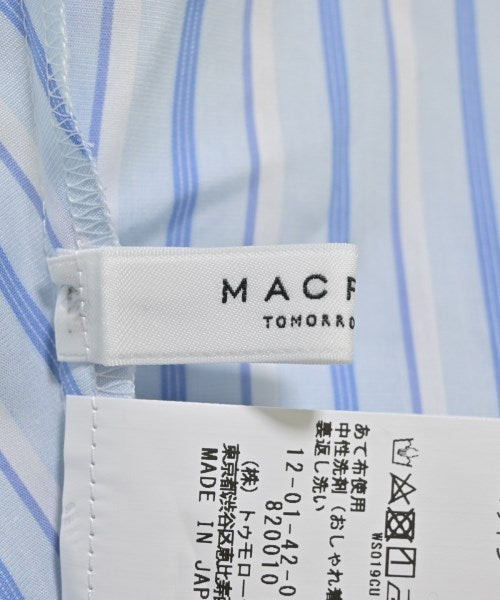 MACP
TOMORRO
WS019CU
あて布使用
中性洗剤（おしゃれ着
裏返し洗い
12-01-42-0
820010
（株）トゥモロー
東京都渋谷区恵比寿
MADE IN JAP